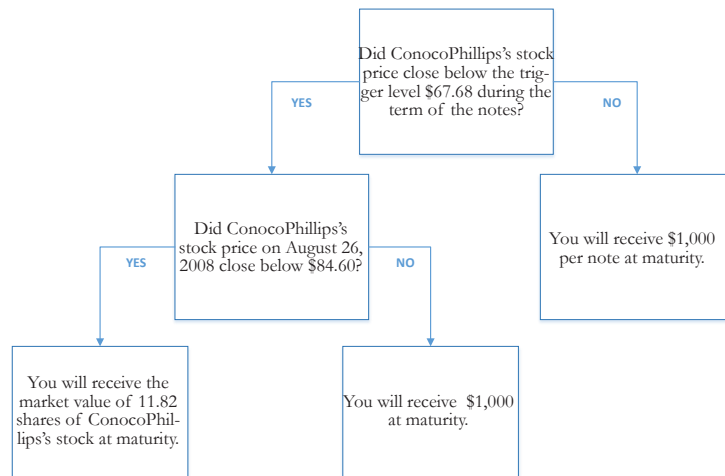 Did ConocoPhillips's stock
price close below the trig-
ger level $67.68 during the
term of the notes?
YES
NO
Did ConocoPhillips's
stock price on August 26,
2008 close below $84.60?
You will receive $1,000
per note at maturity.
YES
NO
You will receive the
market value of 11.82
shares of ConocoPhil-
lips's stock at maturity.
You will receive $1,000
at maturity.